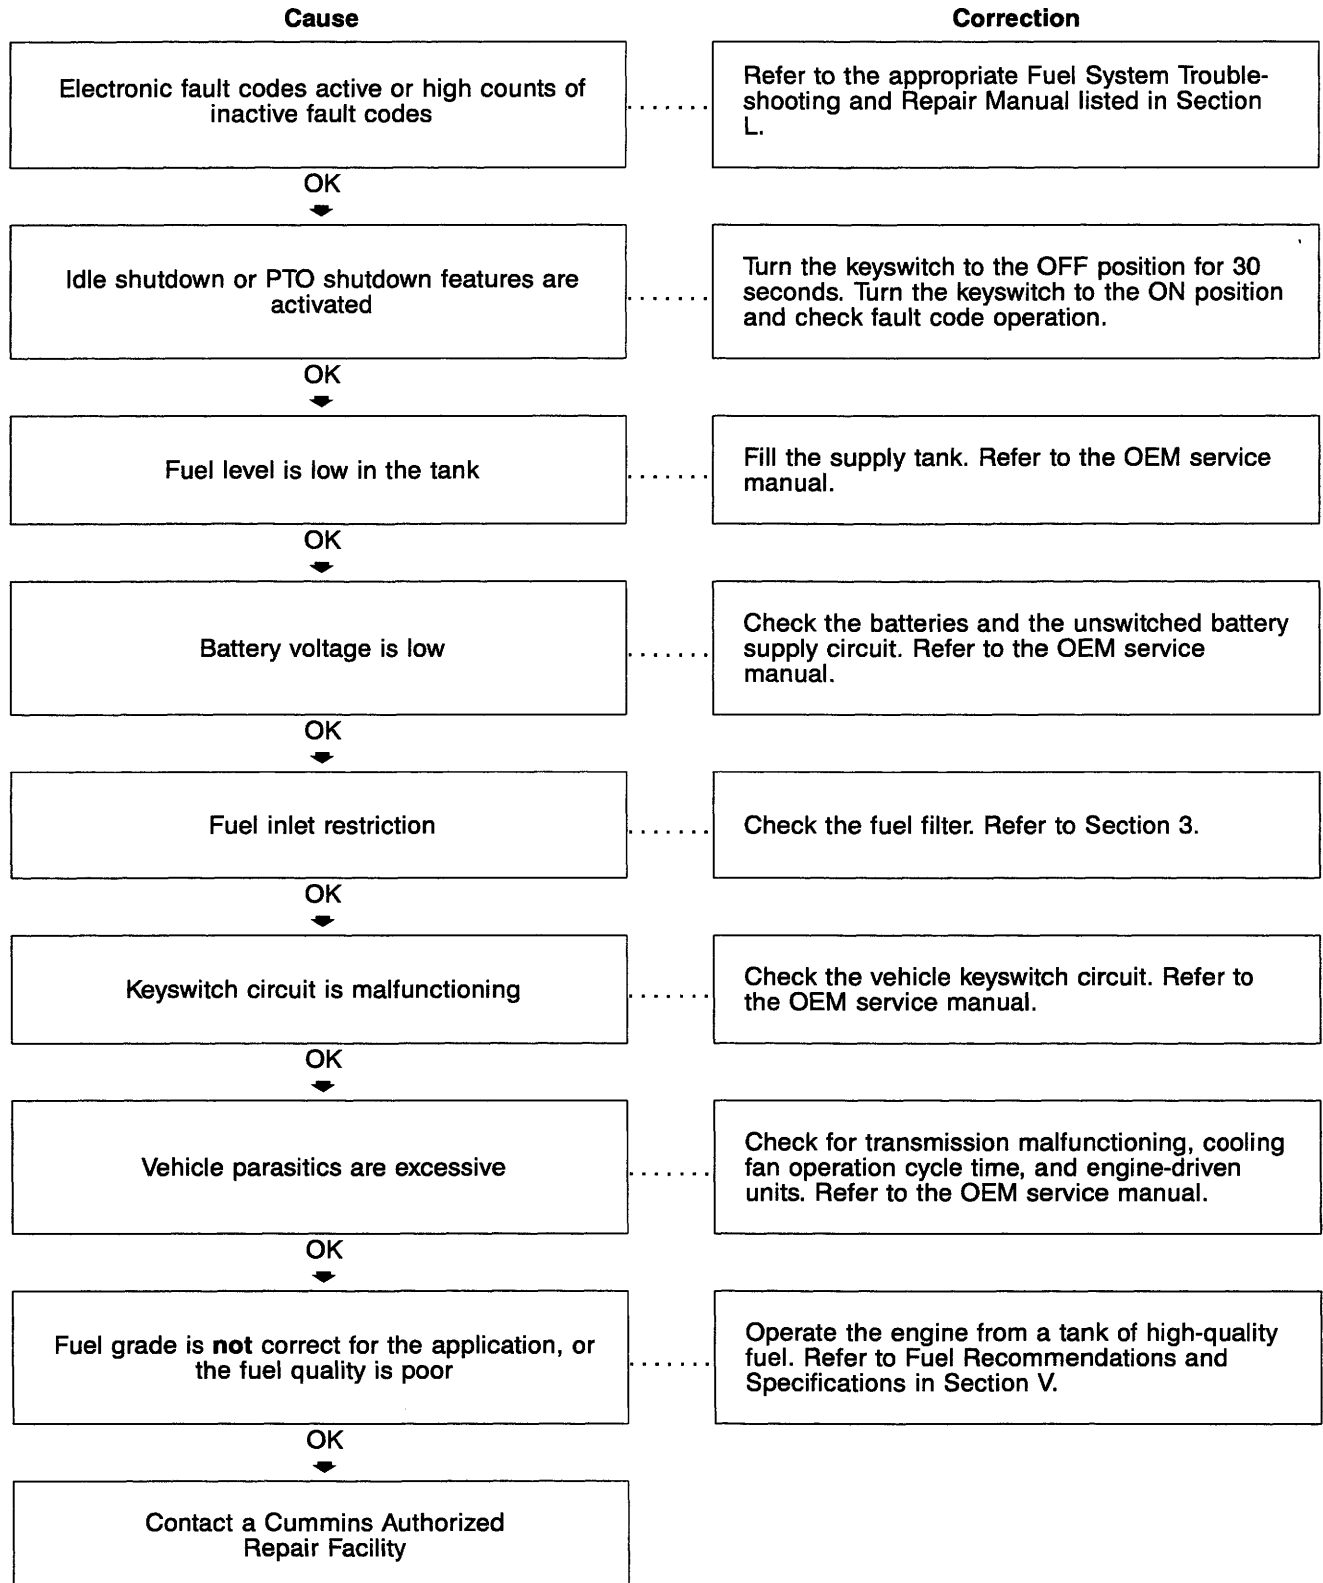 Cause
Correction
Electronic fault codes active or high counts of
inactive fault codes
. . . . . . .
Refer to the appropriate Fuel System Trouble-
shooting and Repair Manual listed in Section
L.
OK
Idle shutdown or PTO shutdown features are
activated
. . . . . . .
Turn the keyswitch to the OFF position for 30
seconds. Turn the keyswitch to the ON position
and check fault code operation.
OK
Fuel level is low in the tank
. . . . . . .
Fill the supply tank. Refer to the OEM service
manual.
OK
Battery voltage is low
. . . . . . .
Check the batteries and the unswitched battery
supply circuit. Refer to the OEM service
manual.
OK
Fuel inlet restriction
. . . . . . .
Check the fuel filter. Refer to Section 3.
OK
Keyswitch circuit is malfunctioning
. . . . . . .
Check the vehicle keyswitch circuit. Refer to
the OEM service manual.
OK
Vehicle parasitics are excessive
. . . . . . .
Check for transmission malfunctioning, cooling
fan operation cycle time, and engine-driven
units. Refer to the OEM service manual.
OK
Fuel grade is not correct for the application, or
the fuel quality is poor
. . . . . . .
Operate the engine from a tank of high-quality
fuel. Refer to Fuel Recommendations and
Specifications in Section V.
OK
Contact a Cummins Authorized
Repair Facility